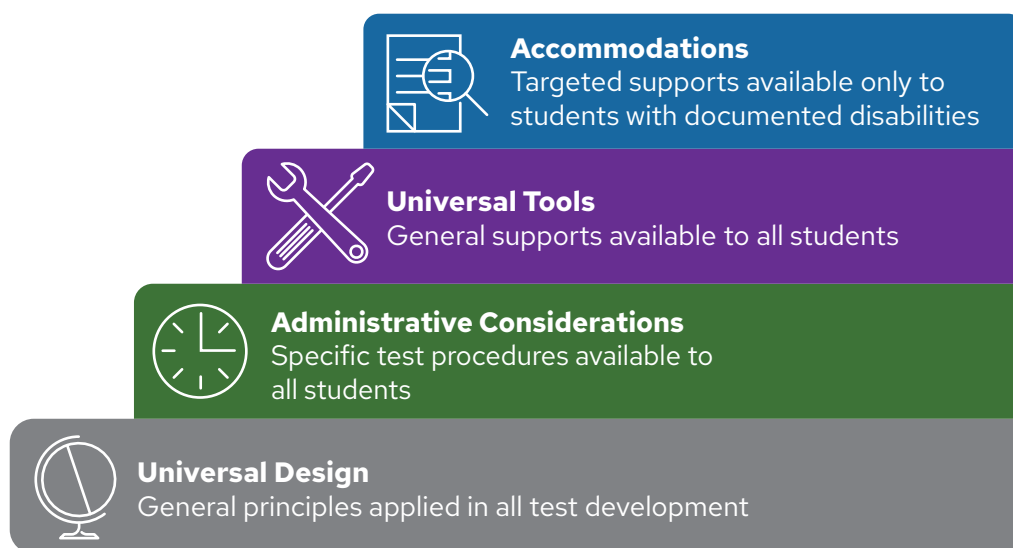 Accommodations
Targeted supports available only to
students with documented disabilities
Universal Tools
General supports available to all students
Administrative Considerations
Specific test procedures available to
all students
Universal Design
General principles applied in all test development